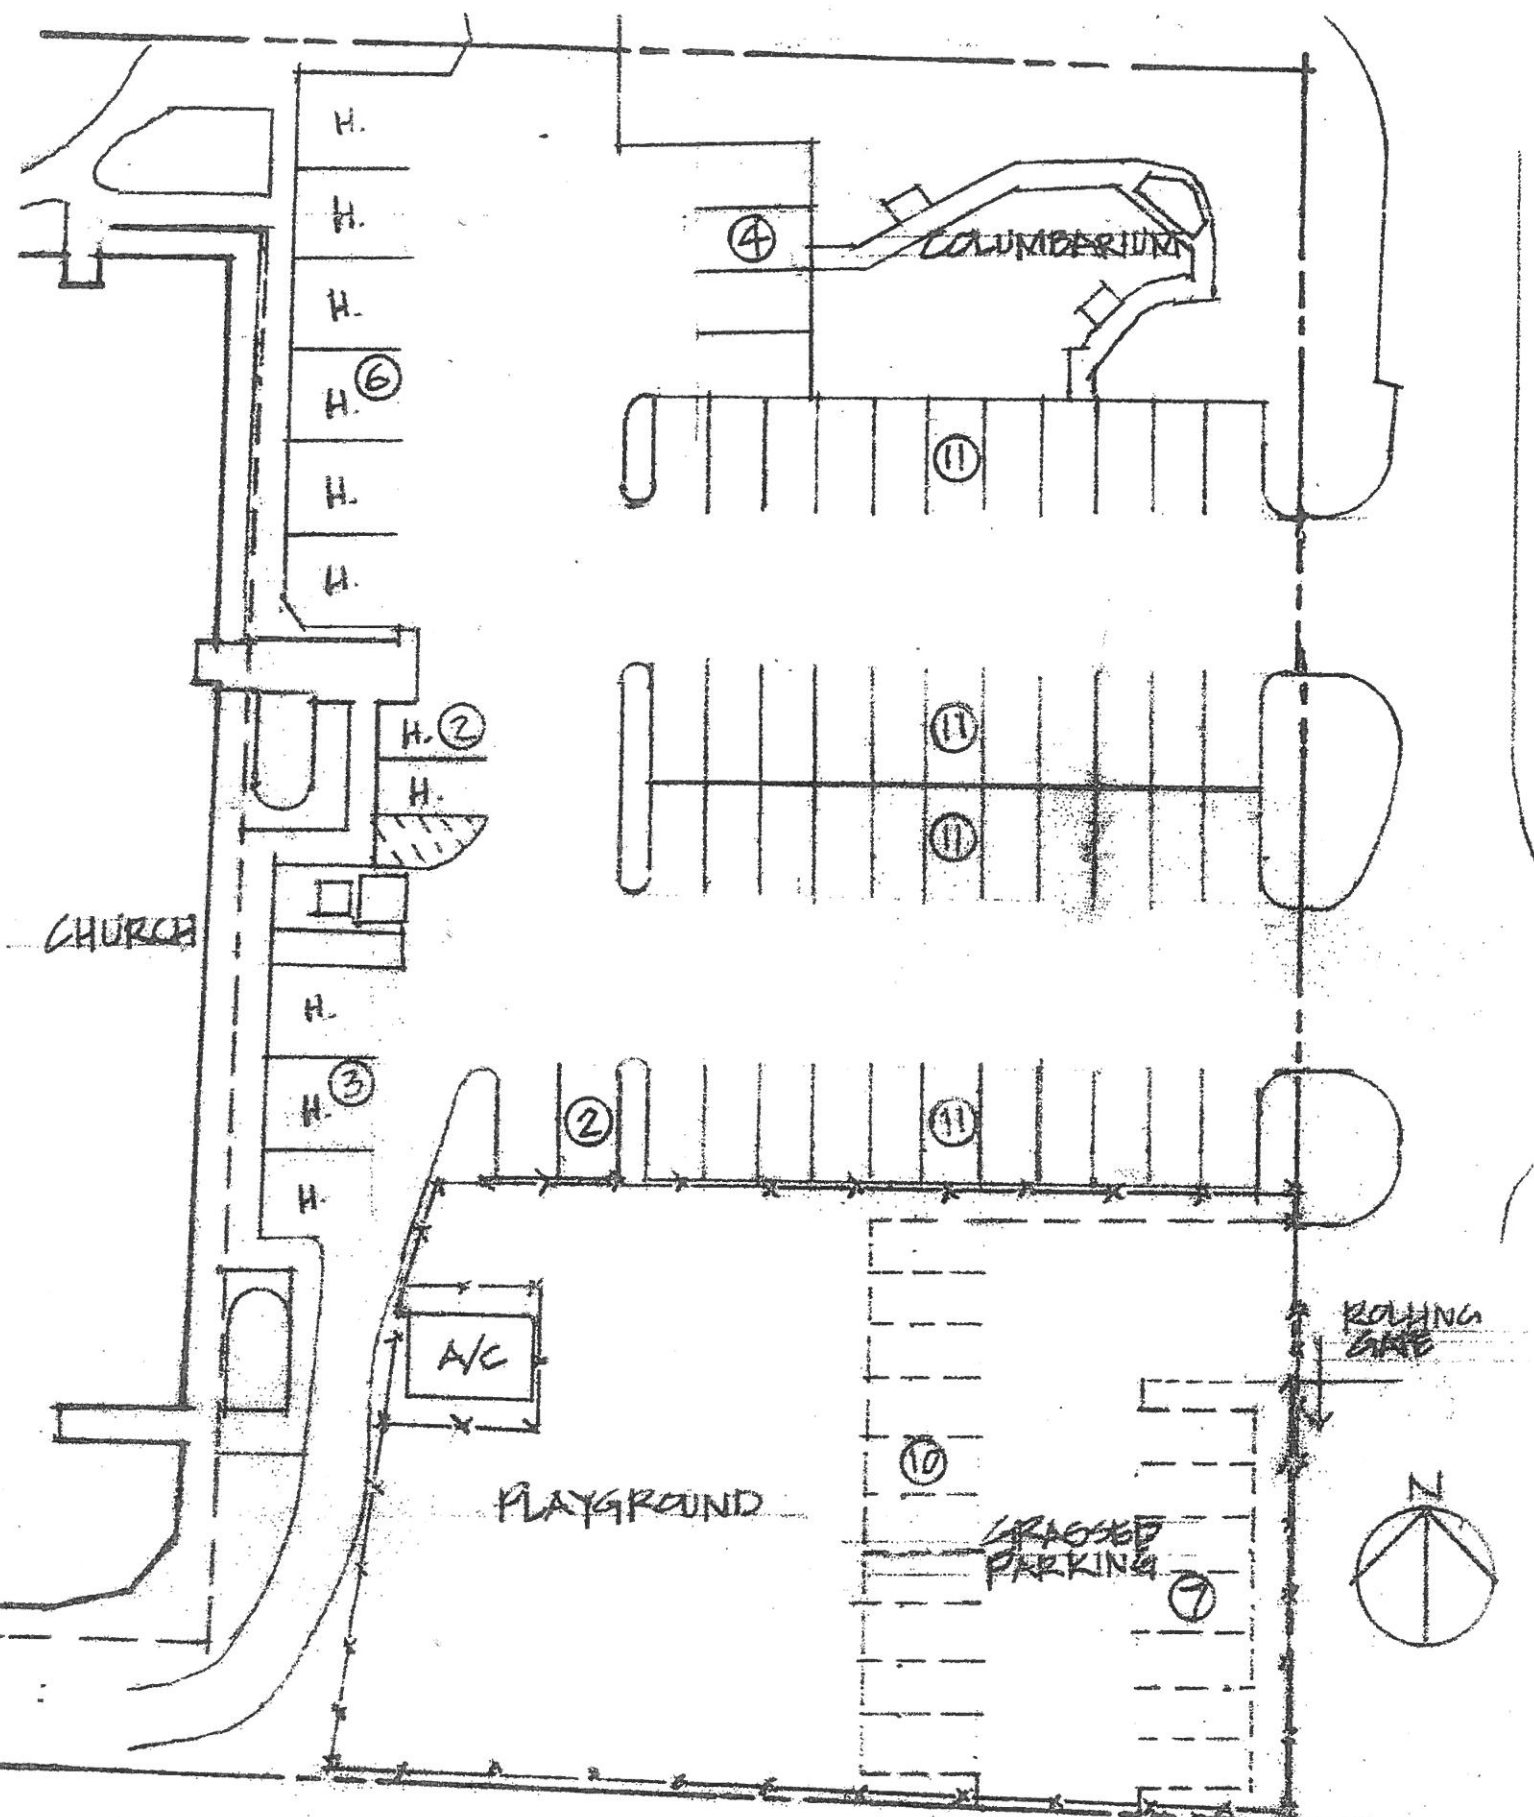 H.
H.
④
COLUMBARIUM
H.
⑥
H.
⑪
H.
H.
H. ②
⑪
H.
⑪
CHURCH
H.
③
H.
②
⑪
H.
ROLLING
GATE
A/C
⑩
PLAYGROUND
N
GRASSED
PARKING
⑦